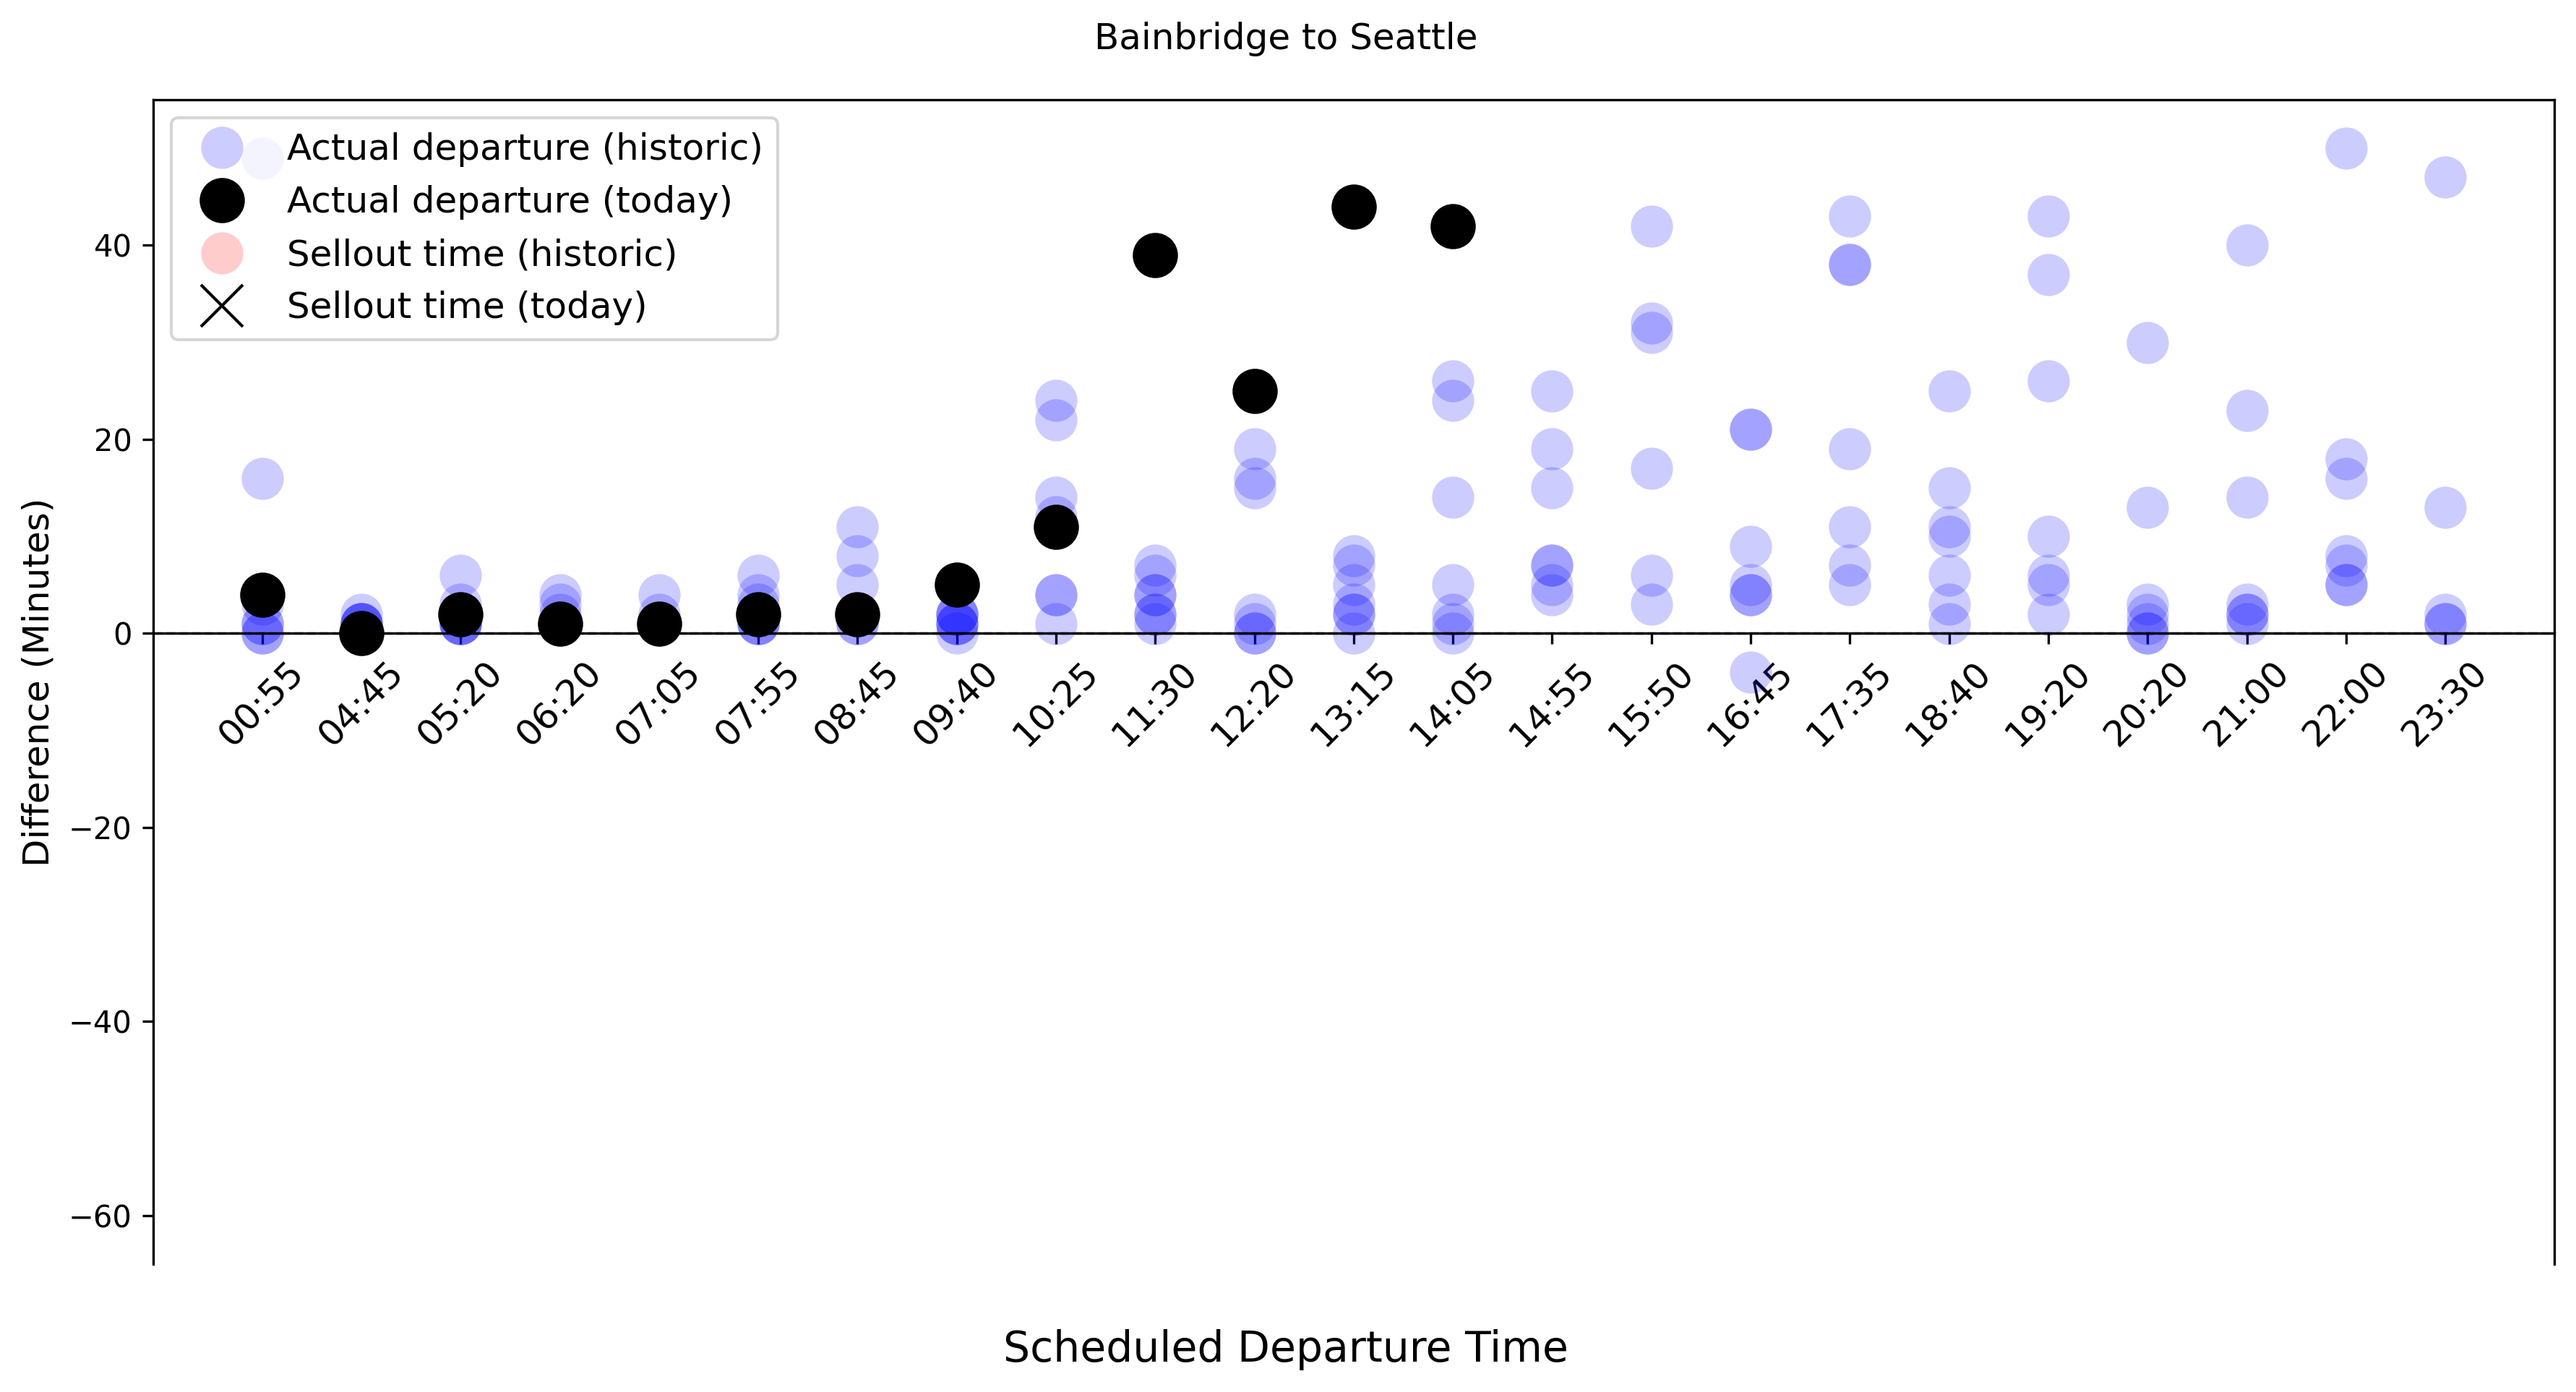 Bainbridge to Seattle
Actual departure (historic)
Actual departure (today)
Sellout time (historic)
Sellout time (today)
Difference (Minutes)
40
20
0
−20
−40
−60
00:55 04:45 05:20 06:20 07:05 07:55 08:45 09:40 10:25 11:30 12:20 13:15 14:05 14:55 15:50 16:45 17:35 18:40 19:20 20:20 21:00 22:00 23:30
Scheduled Departure Time